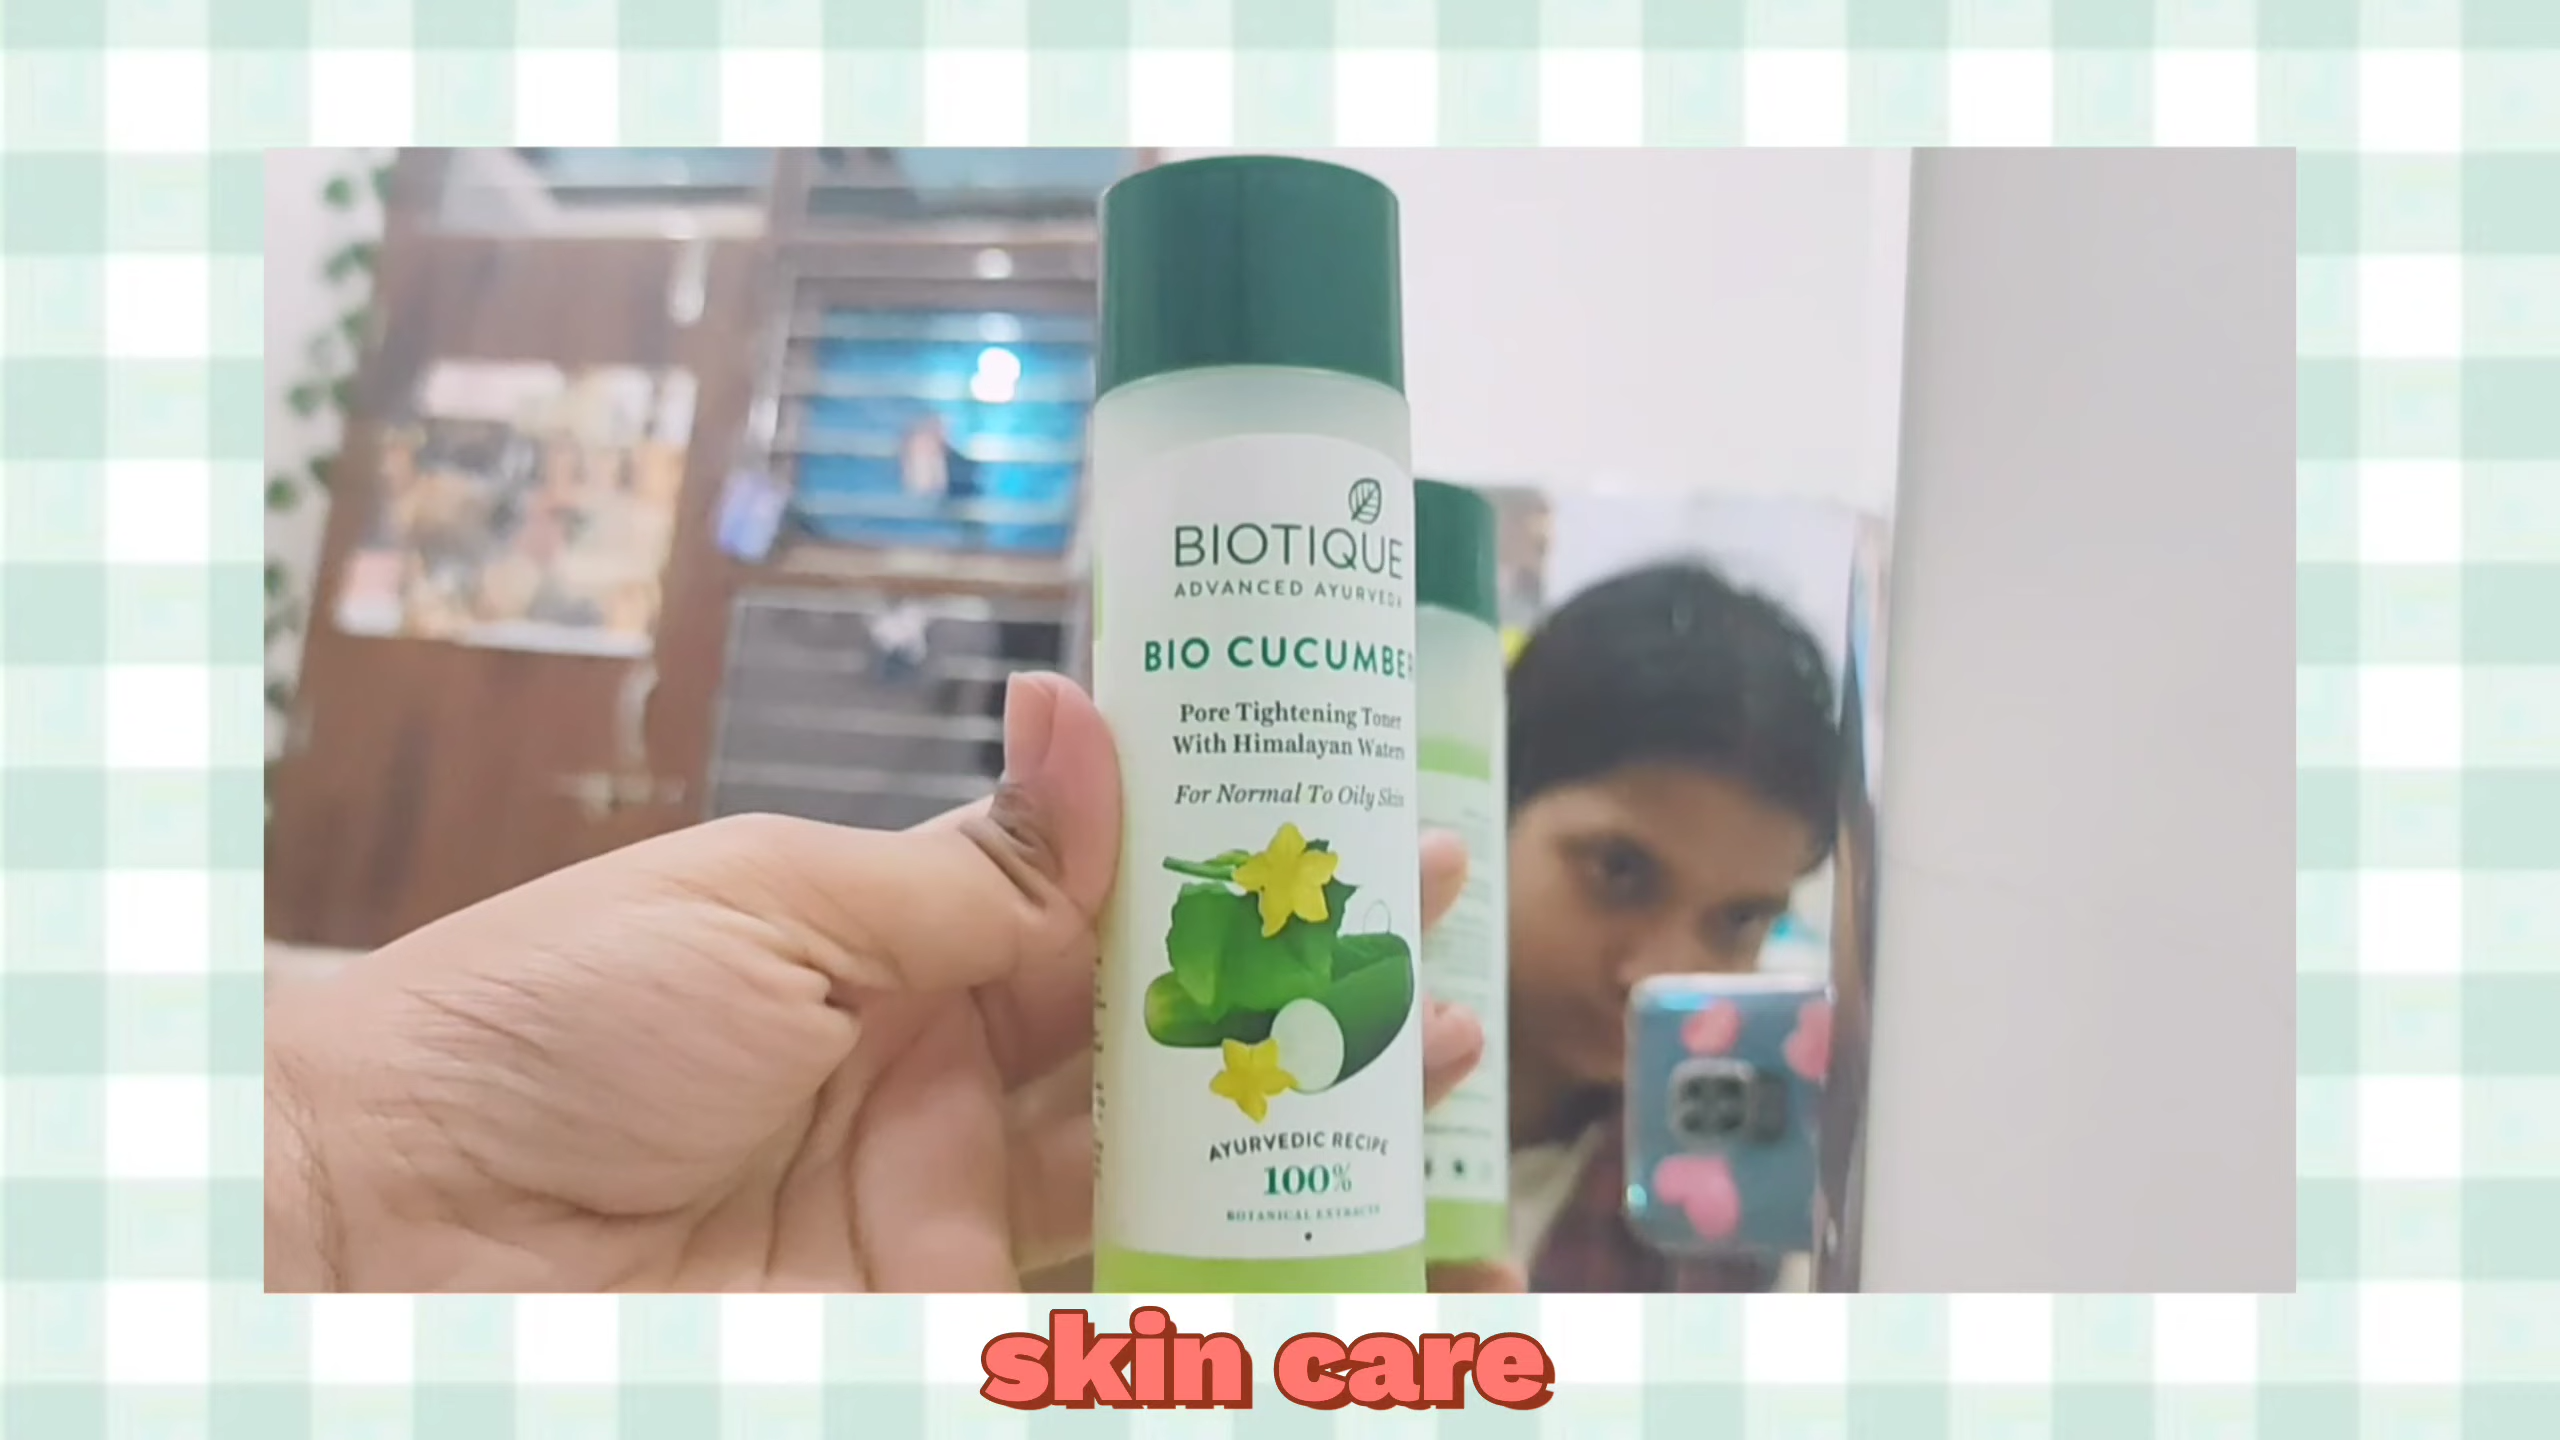 BIOTIQUE
ADVANCED AYURVEDA
BIO CUCUMBER
Pore Tightening Toner
With Himalayan Waters
For Normal To Oily Skin
AYURVEDIC RECIPE
100%
BOTANICAL EXTRACTS
skin care